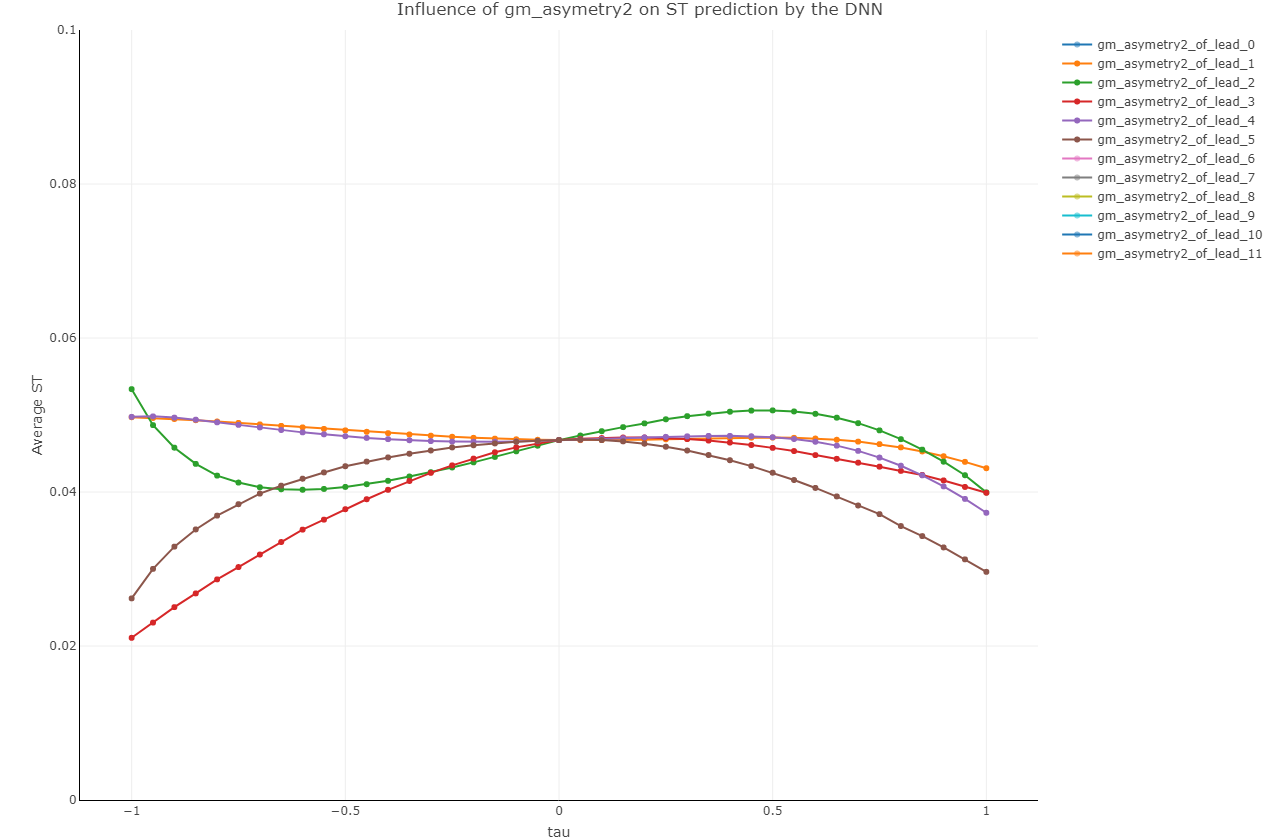 Influence of gm_asymetry2 on ST prediction by the DNN
0.1
0.08
0.06
0.04
0.02
0
Average ST
−1
−0.5
0
0.5
1
tau
gm_asymetry2_of_lead_0
gm_asymetry2_of_lead_1
gm_asymetry2_of_lead_2
gm_asymetry2_of_lead_3
gm_asymetry2_of_lead_4
gm_asymetry2_of_lead_5
gm_asymetry2_of_lead_6
gm_asymetry2_of_lead_7
gm_asymetry2_of_lead_8
gm_asymetry2_of_lead_9
gm_asymetry2_of_lead_10
gm_asymetry2_of_lead_11